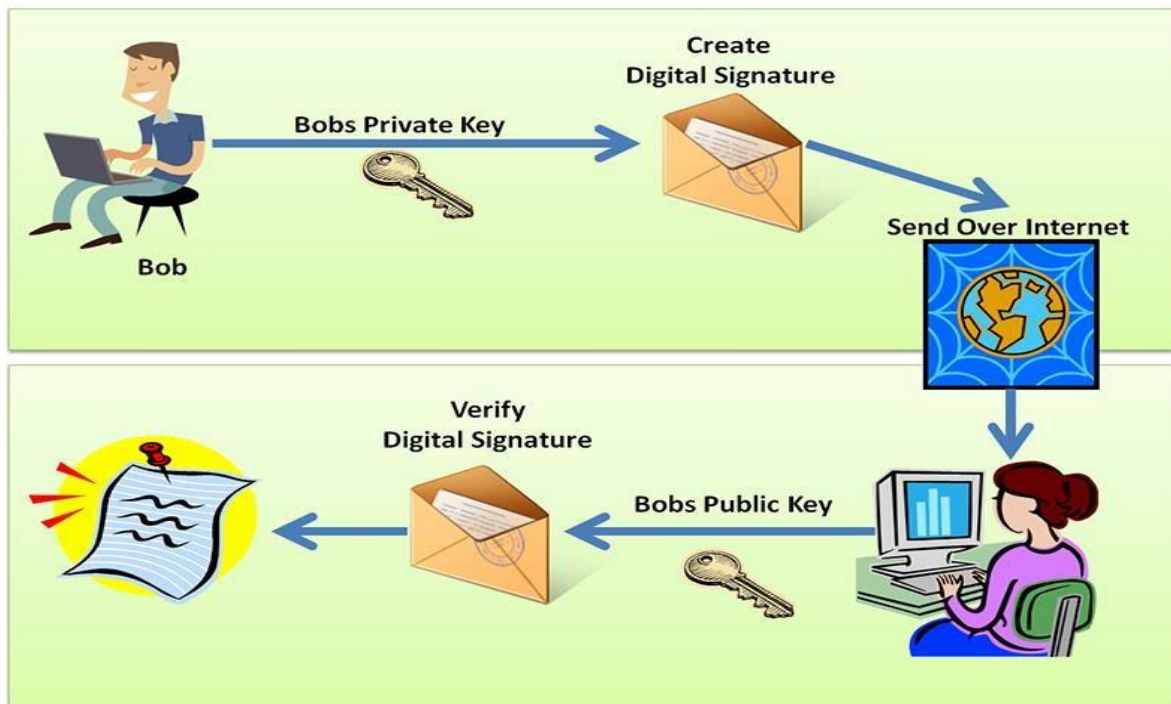 Create
Digital Signature
Bobs Private Key
Send Over Internet
Bob
Verify
Digital Signature
Bobs Public Key